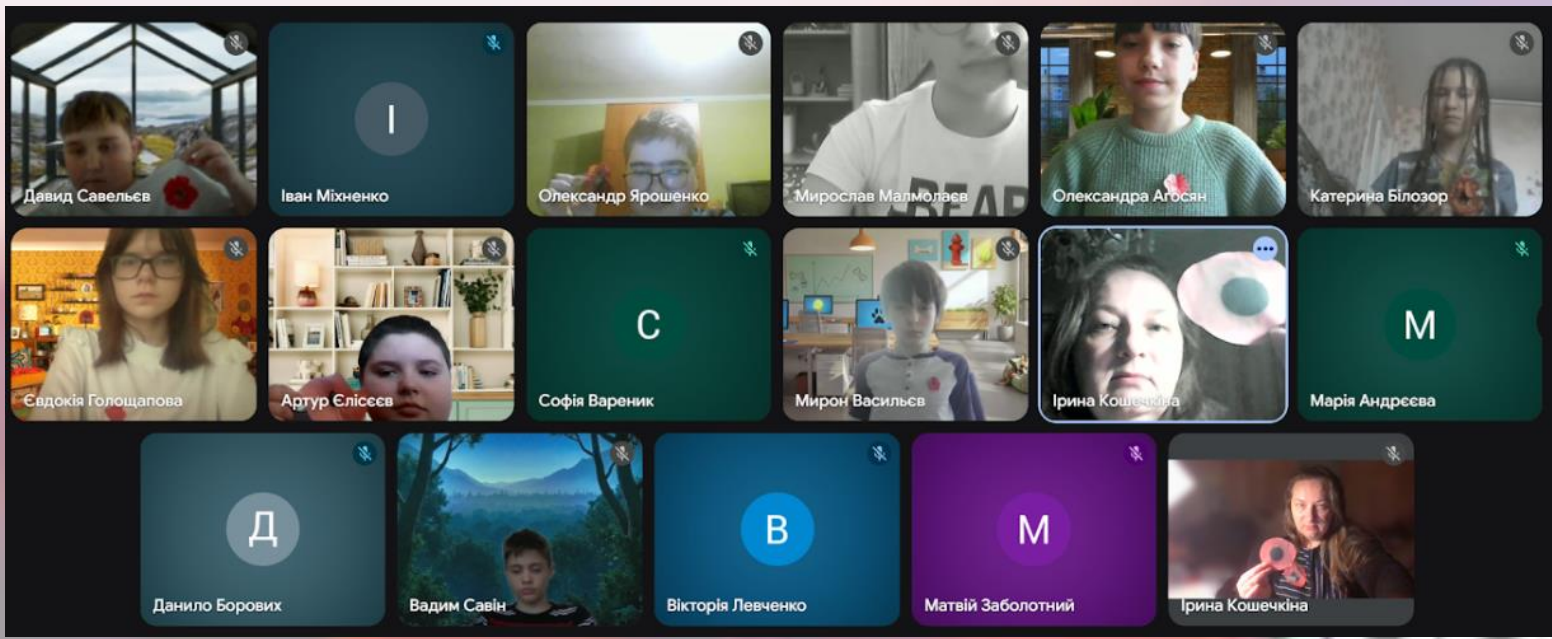 Давид Савельєв
І
Іван Міхненко
Олександр Ярошенко
BEAR
Мирослав Малмолаєв
Олександра Агосян
Катерина Білозор
Євдокія Голощапова
Артур Єлісєєв
С
Софія Вареник
Мирон Васильєв
Ірина Кошечкіна
М
Марія Андрєєва
Д
Данило Борових
Вадим Савін
В
Вікторія Левченко
М
Матвій Заболотний
Ірина Кошечкіна